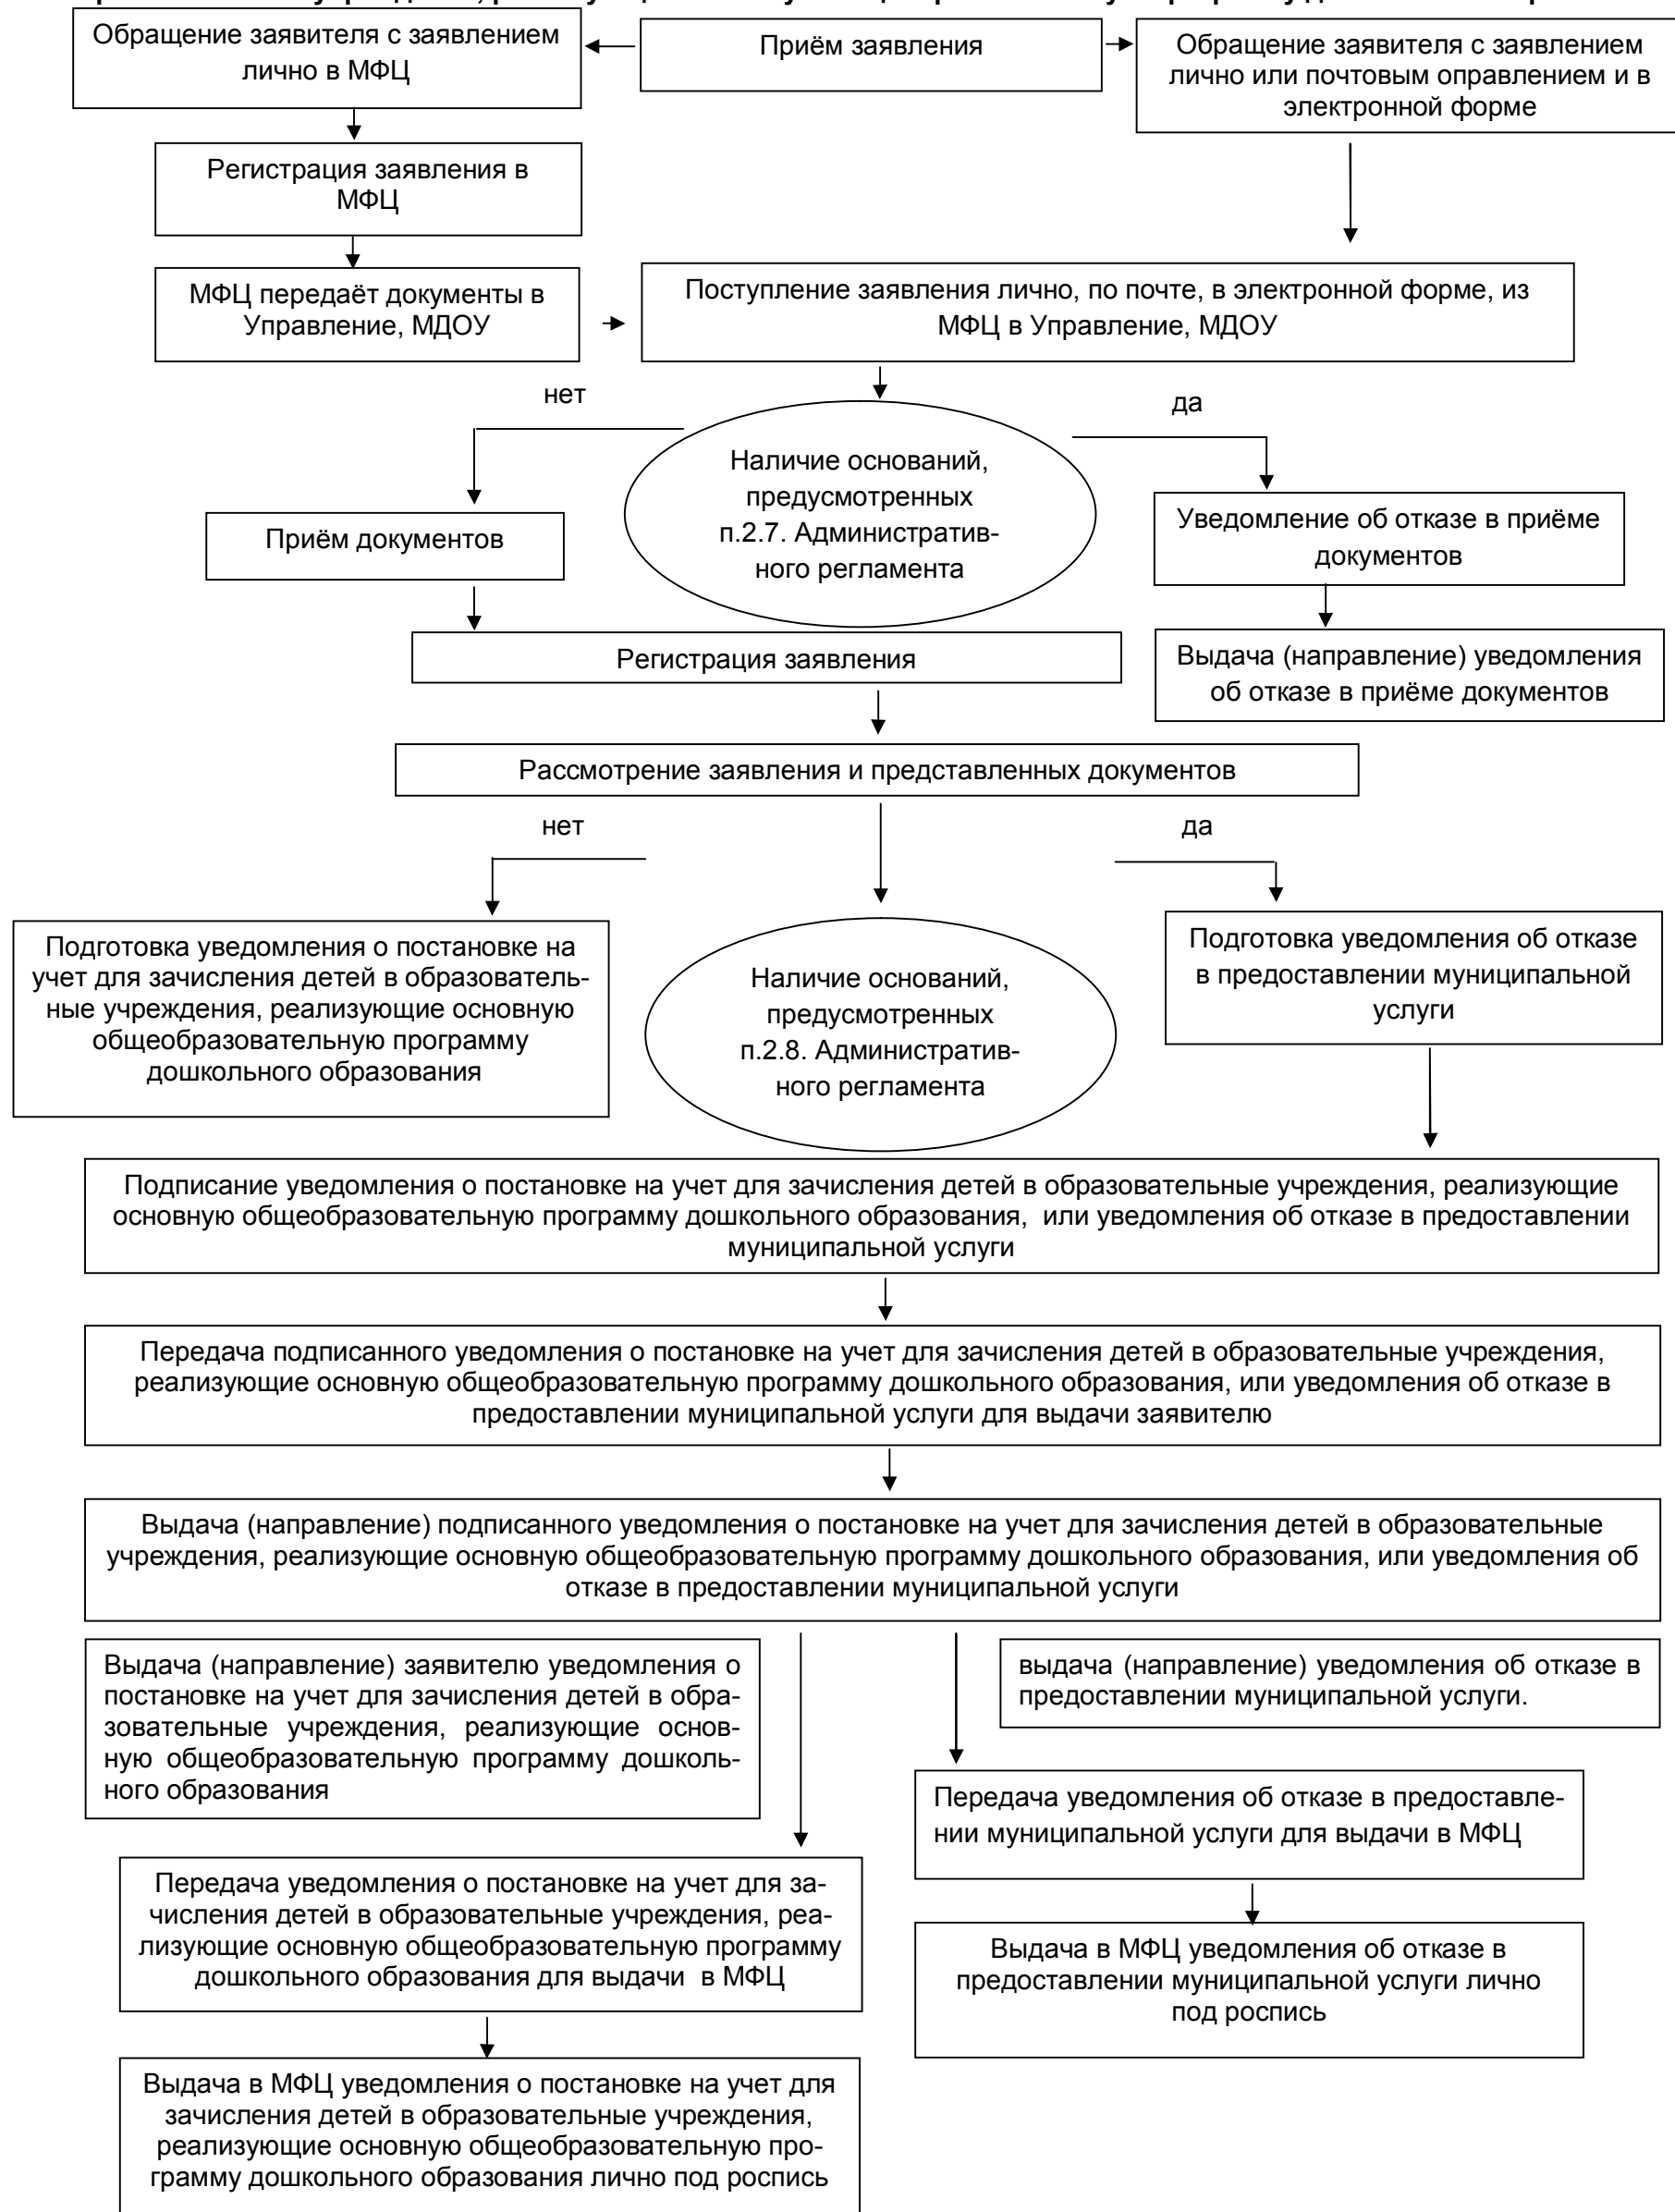 Обращение заявителя с заявлением
лично в МФЦ
Приём заявления
Обращение заявителя с заявлением
лично или почтовым оправлением и в
электронной форме
Регистрация заявления в
МФЦ
МФЦ передаёт документы в
Управление, МДОУ
Поступление заявления лично, по почте, в электронной форме, из
МФЦ в Управление, МДОУ
нет
да
Наличие оснований,
предусмотренных
п.2.7. Административ-
ного регламента
Приём документов
Уведомление об отказе в приёме
документов
Регистрация заявления
Выдача (направление) уведомления
об отказе в приёме документов
Рассмотрение заявления и представленных документов
нет
да
Подготовка уведомления о постановке на
учет для зачисления детей в образователь-
ные учреждения, реализующие основную
общеобразовательную программу
дошкольного образования
Наличие оснований,
предусмотренных
п.2.8. Административ-
ного регламента
Подготовка уведомления об отказе
в предоставлении муниципальной
услуги
Подписание уведомления о постановке на учет для зачисления детей в образовательные учреждения, реализующие
основную общеобразовательную программу дошкольного образования, или уведомления об отказе в предоставлении
муниципальной услуги
Передача подписанного уведомления о постановке на учет для зачисления детей в образовательные учреждения,
реализующие основную общеобразовательную программу дошкольного образования, или уведомления об отказе в
предоставлении муниципальной услуги для выдачи заявителю
Выдача (направление) подписанного уведомления о постановке на учет для зачисления детей в образовательные
учреждения, реализующие основную общеобразовательную программу дошкольного образования, или уведомления об
отказе в предоставлении муниципальной услуги
Выдача (направление) заявителю уведомления о
постановке на учет для зачисления детей в обра-
зовательные учреждения, реализующие основ-
ную общеобразовательную программу дошколь-
ного образования
выдача (направление) уведомления об отказе в
предоставлении муниципальной услуги.
Передача уведомления об отказе в предоставле-
нии муниципальной услуги для выдачи в МФЦ
Передача уведомления о постановке на учет для за-
числения детей в образовательные учреждения, реа-
лизующие основную общеобразовательную программу
дошкольного образования для выдачи в МФЦ
Выдача в МФЦ уведомления об отказе в
предоставлении муниципальной услуги лично
под роспись
Выдача в МФЦ уведомления о постановке на учет для
зачисления детей в образовательные учреждения,
реализующие основную общеобразовательную про-
грамму дошкольного образования лично под роспись